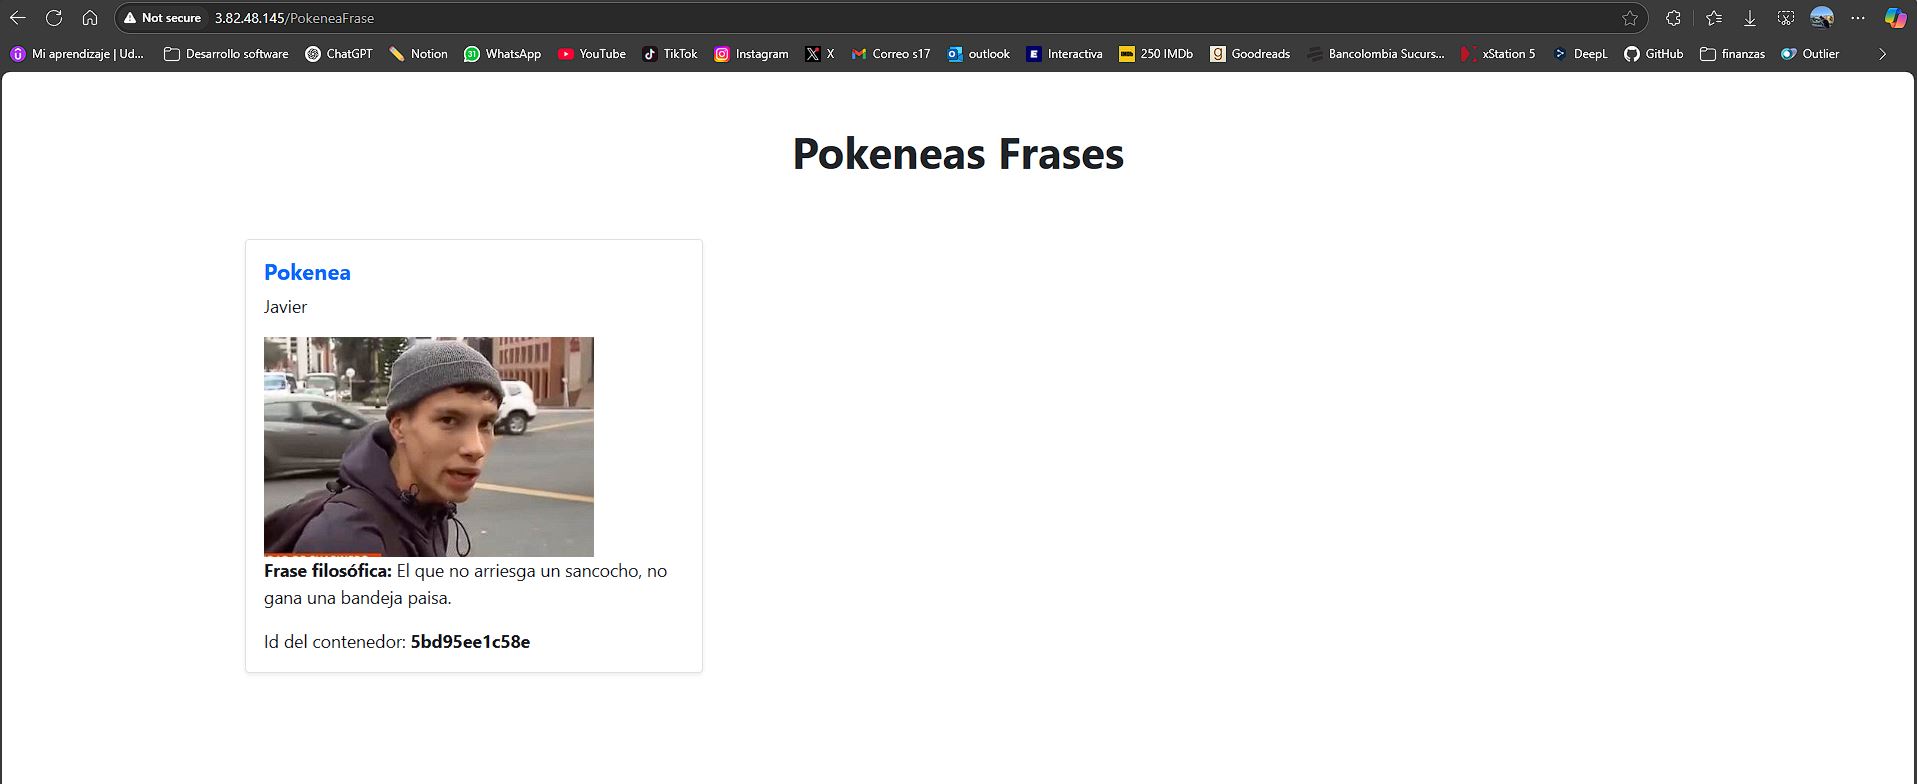 Not secure 3.82.48.145/PokeneaFrase
Mi aprendizaje | Ud... Desarrollo software ChatGPT Notion WhatsApp YouTube TikTok Instagram X Correo s17 outlook Interactiva 250 IMDb Goodreads Bancolombia Sucurs... xStation 5 DeepL GitHub finanzas Outlier
Pokeneas Frases
Pokenea
Javier
Frase filosófica: El que no arriesga un sancocho, no
gana una bandeja paisa.
Id del contenedor: 5bd95ee1c58e